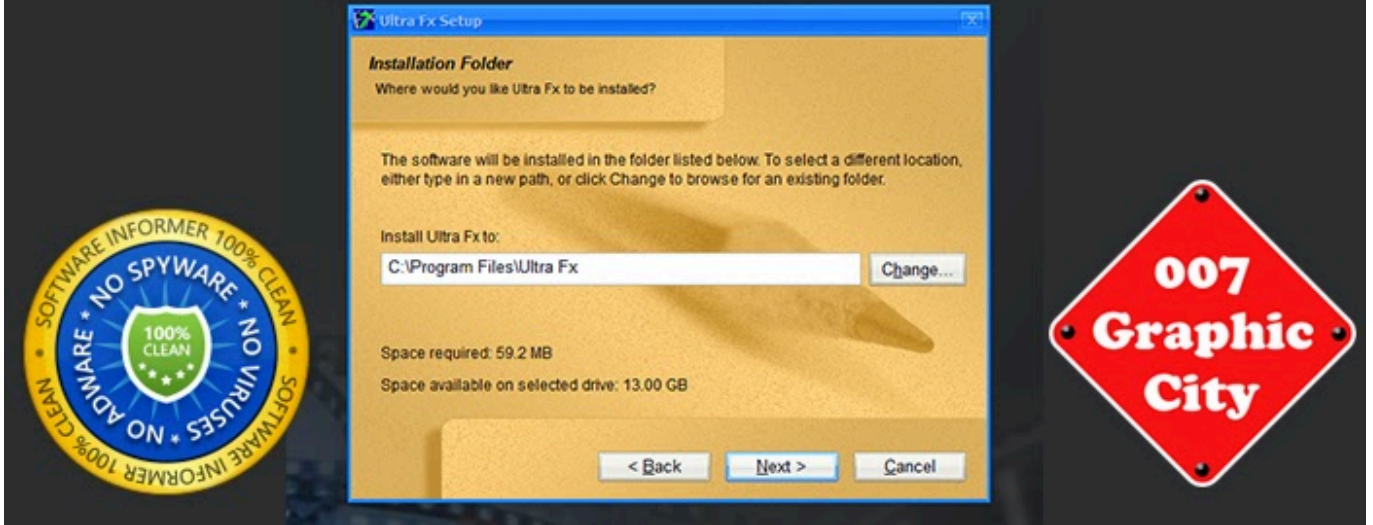 Ultra Fx Setup
Installation Folder
Where would you like Ultra Fx to be installed?
The software will be installed in the folder listed below. To select a different location,
either type in a new path, or click Change to browse for an existing folder.
Install Ultra Fx to:
C:\Program Files\Ultra Fx
Change...
Space required: 59.2 MB
Space available on selected drive: 13.00 GB
< Back
Next >
Cancel
SOFTWARE INFORMER 100% CLEAN • SOFTWARE INFORMER 100% CLEAN •
NO SPYWARE * NO VIRUSES * NO ADWARE *
100%
CLEAN
007
Graphic
City